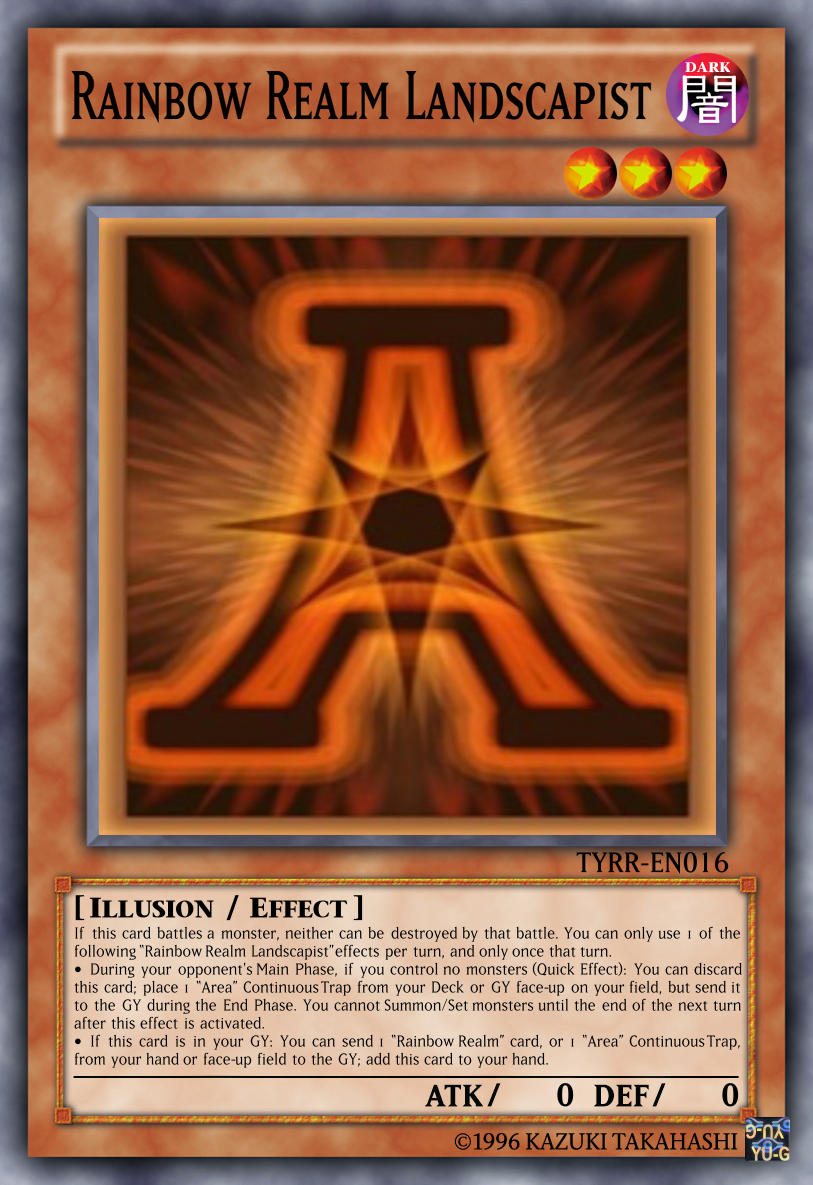 Rainbow Realm Landscapist
DARK
闇
A
TYRR-EN016
[ Illusion / Effect ]
If this card battles a monster, neither can be destroyed by that battle. You can only use 1 of the
following "Rainbow Realm Landscapist" effects per turn, and only once that turn.
• During your opponent's Main Phase, if you control no monsters (Quick Effect): You can discard
this card; place 1 "Area" Continuous Trap from your Deck or GY face-up on your field, but send it
to the GY during the End Phase. You cannot Summon/Set monsters until the end of the next turn
after this effect is activated.
• If this card is in your GY: You can send 1 "Rainbow Realm" card, or 1 "Area" Continuous Trap,
from your hand or face-up field to the GY; add this card to your hand.
ATK/ 0 DEF/ 0
©1996 KAZUKI TAKAHASHI
YU-G